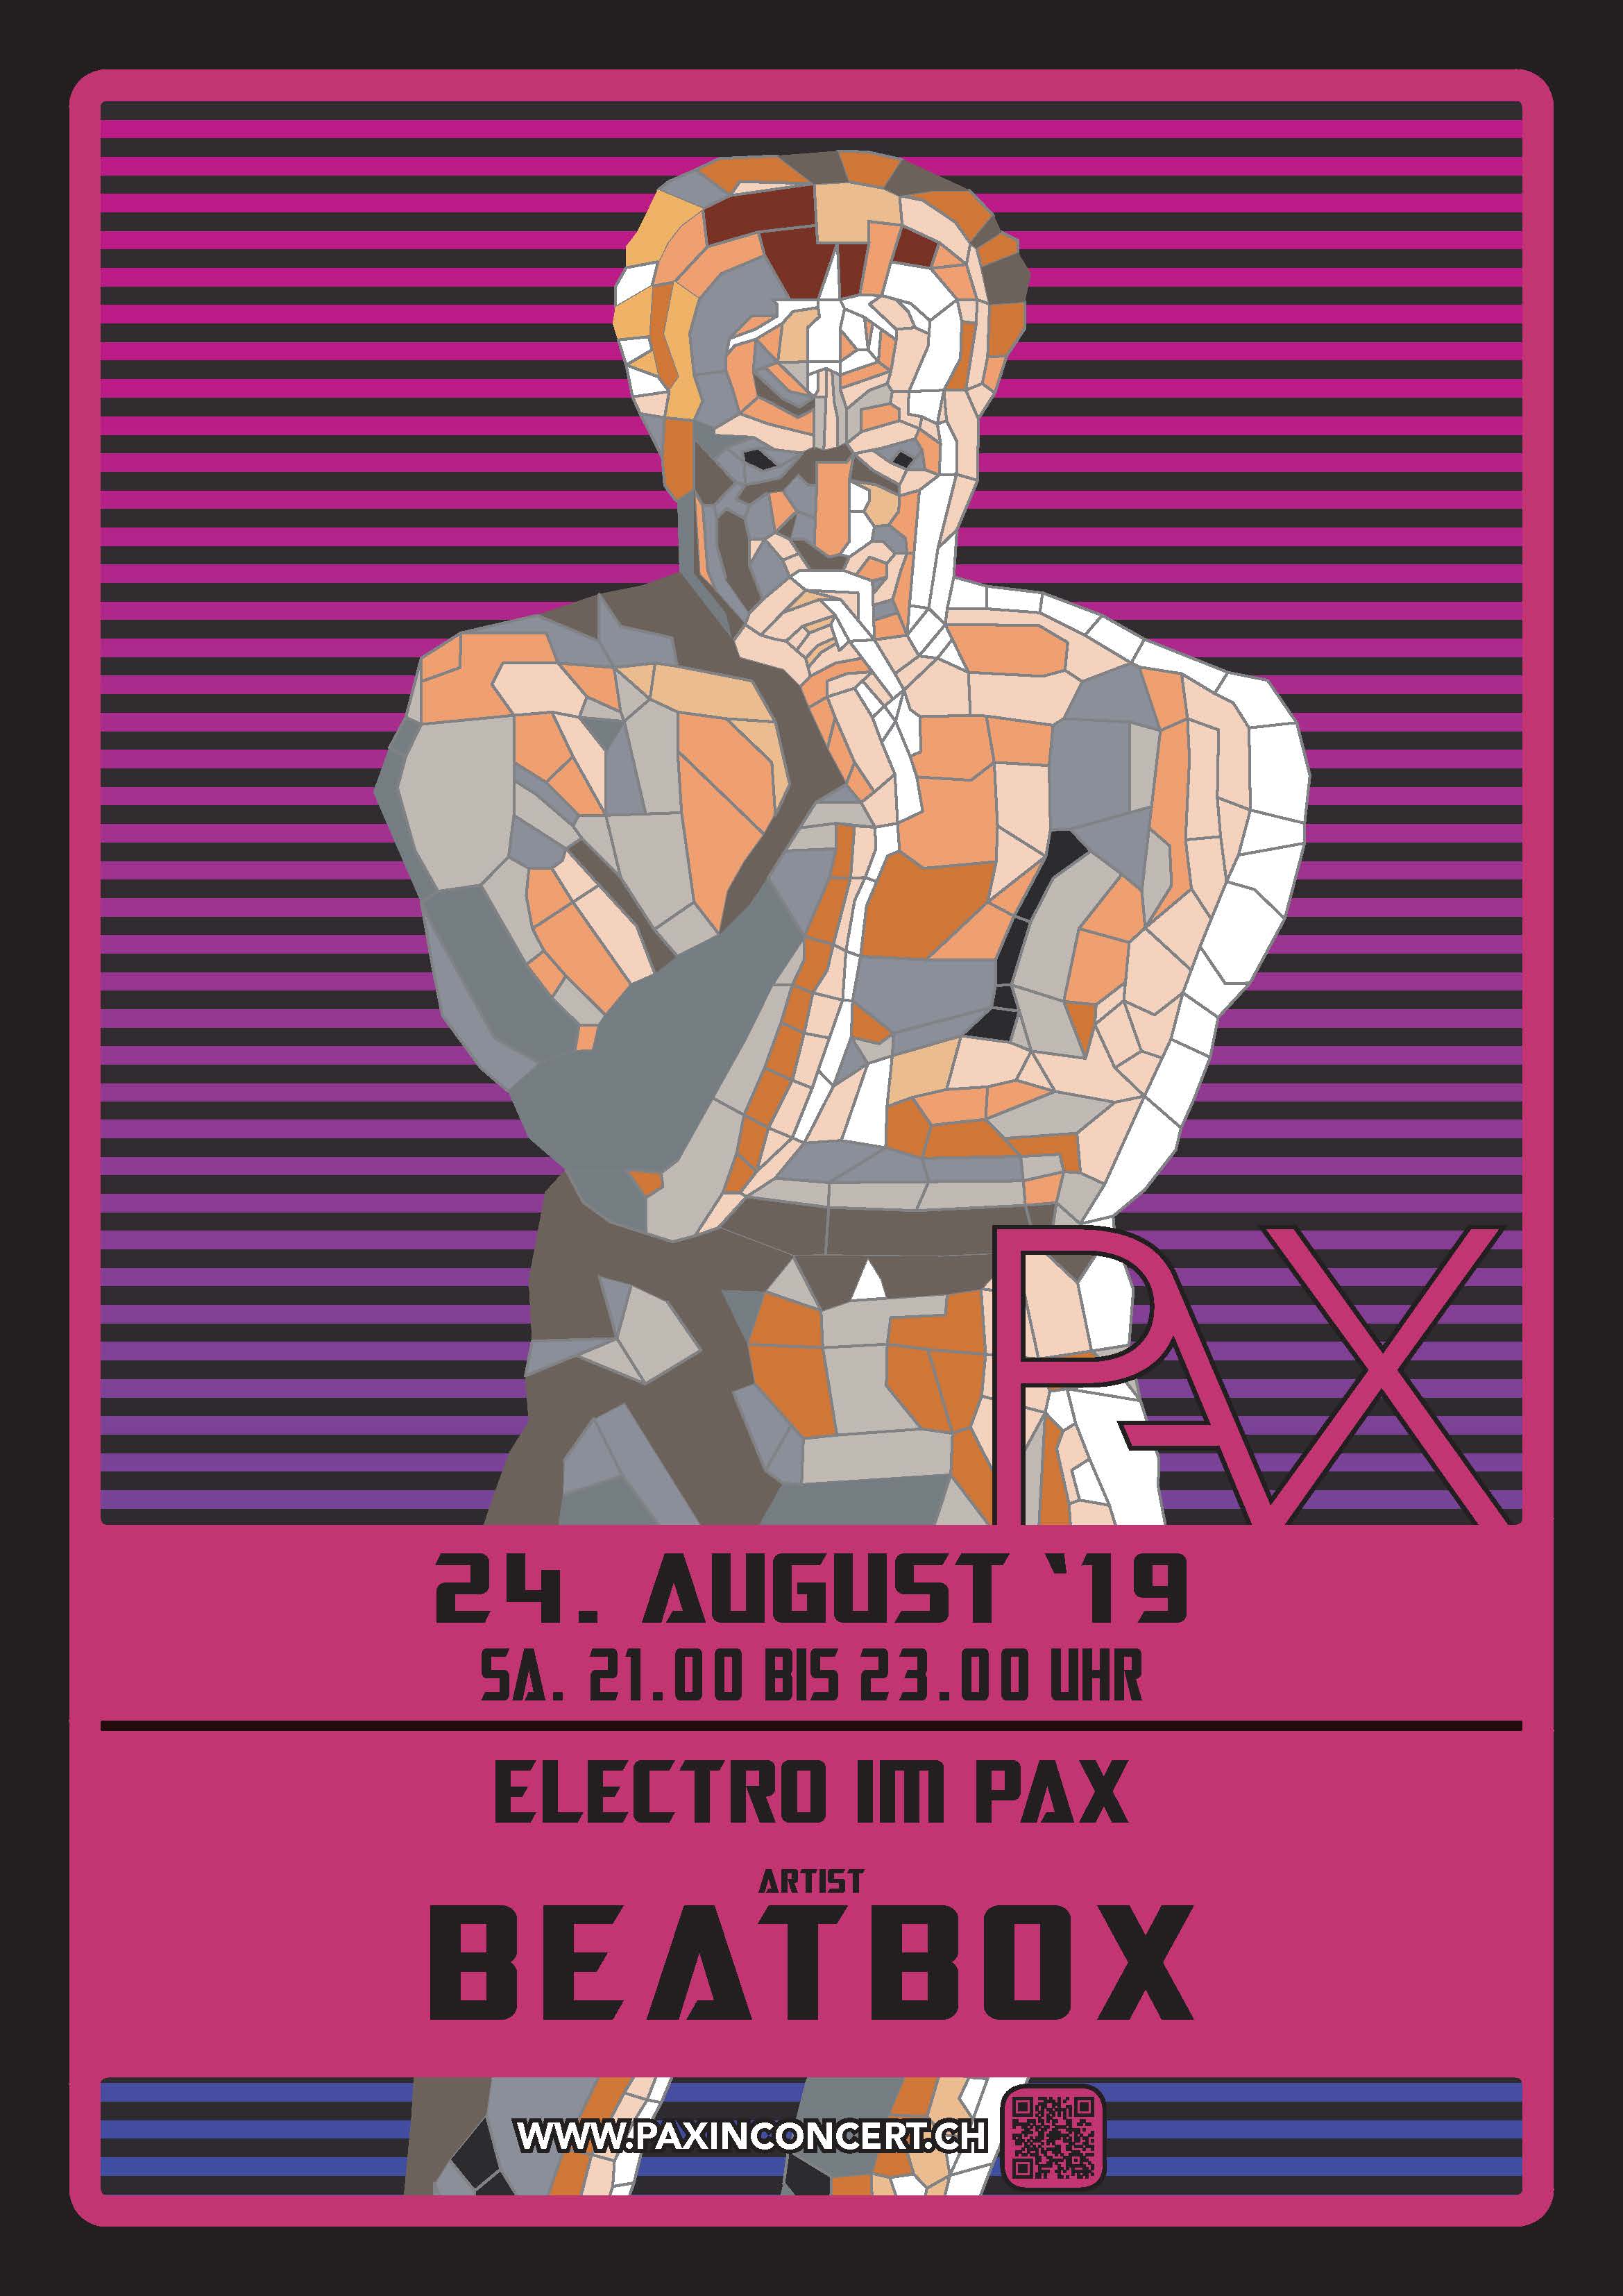 PAX
24. AUGUST ‘19
SA. 21.00 BIS 23.00 UHR
ELECTRO IM PAX
ARTIST
BEATBOX
WWW.PAXINCONCERT.CH